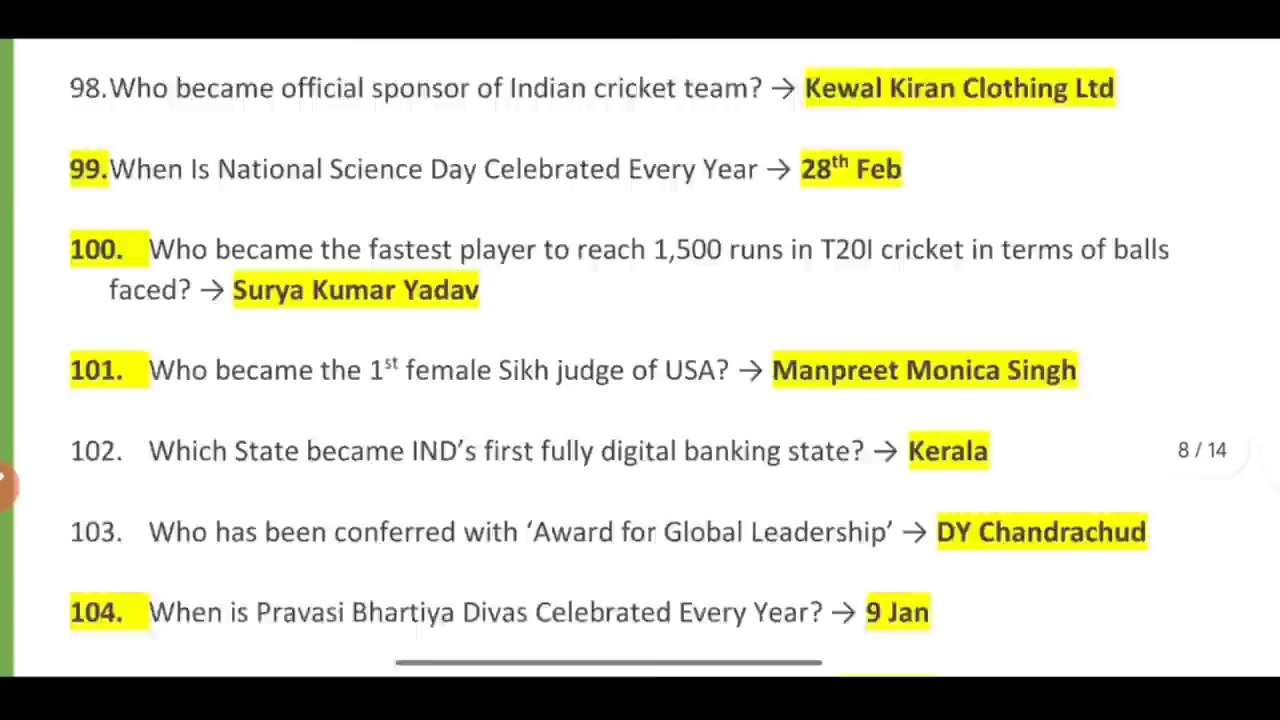 98.Who became official sponsor of Indian cricket team? → Kewal Kiran Clothing Ltd
99.When Is National Science Day Celebrated Every Year → 28th Feb
100. Who became the fastest player to reach 1,500 runs in T20I cricket in terms of balls
faced? → Surya Kumar Yadav
101. Who became the 1st female Sikh judge of USA? → Manpreet Monica Singh
102. Which State became IND’s first fully digital banking state? → Kerala
8 / 14
103. Who has been conferred with ‘Award for Global Leadership’ → DY Chandrachud
104. When is Pravasi Bhartiya Divas Celebrated Every Year? → 9 Jan